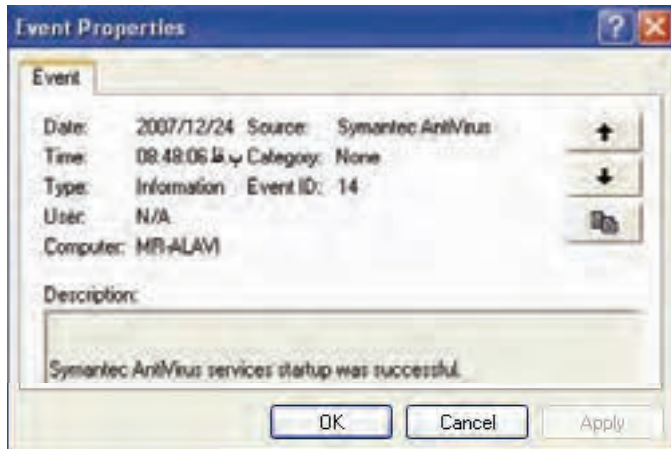 Event Properties
Event
Date: 2007/12/24 Source: Symantec AntiVirus
Time: 08:48:06 ب ظ Category: None
Type: Information Event ID: 14
User: N/A
Computer: MR-ALAVI
Description:
Symantec AntiVirus services startup was successful.
OK Cancel Apply